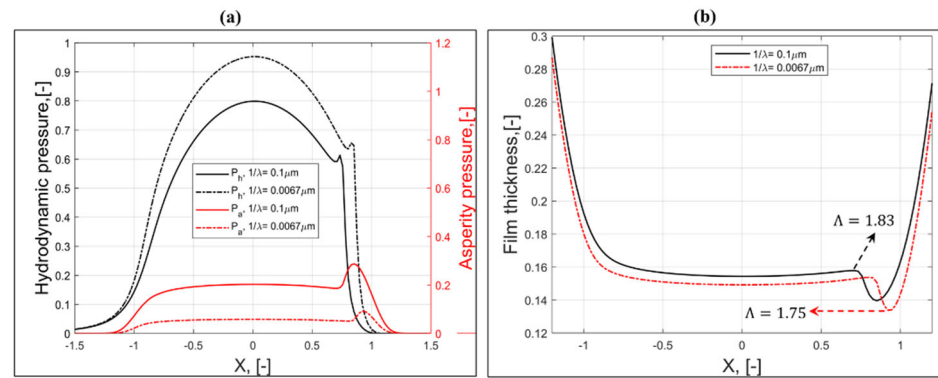 (a)
(b)
Hydrodynamic pressure,[-]
1
0.9
0.8
0.7
0.6
0.5
0.4
0.3
0.2
0.1
0
Pₕ, 1/λ= 0.1μm
Pₕ, 1/λ= 0.0067μm
Pₐ, 1/λ= 0.1μm
Pₐ, 1/λ= 0.0067μm
1.2
1
0.8
0.6
0.4
0.2
0
Asperity pressure,[-]
-1.5
-1
-0.5
0
0.5
1
1.5
X, [-]
Film thickness,[-]
0.3
0.28
0.26
0.24
0.22
0.2
0.18
0.16
0.14
0.12
1/λ= 0.1μm
1/λ= 0.0067μm
Λ = 1.83
Λ = 1.75
-1
-0.5
0
0.5
1
X, [-]